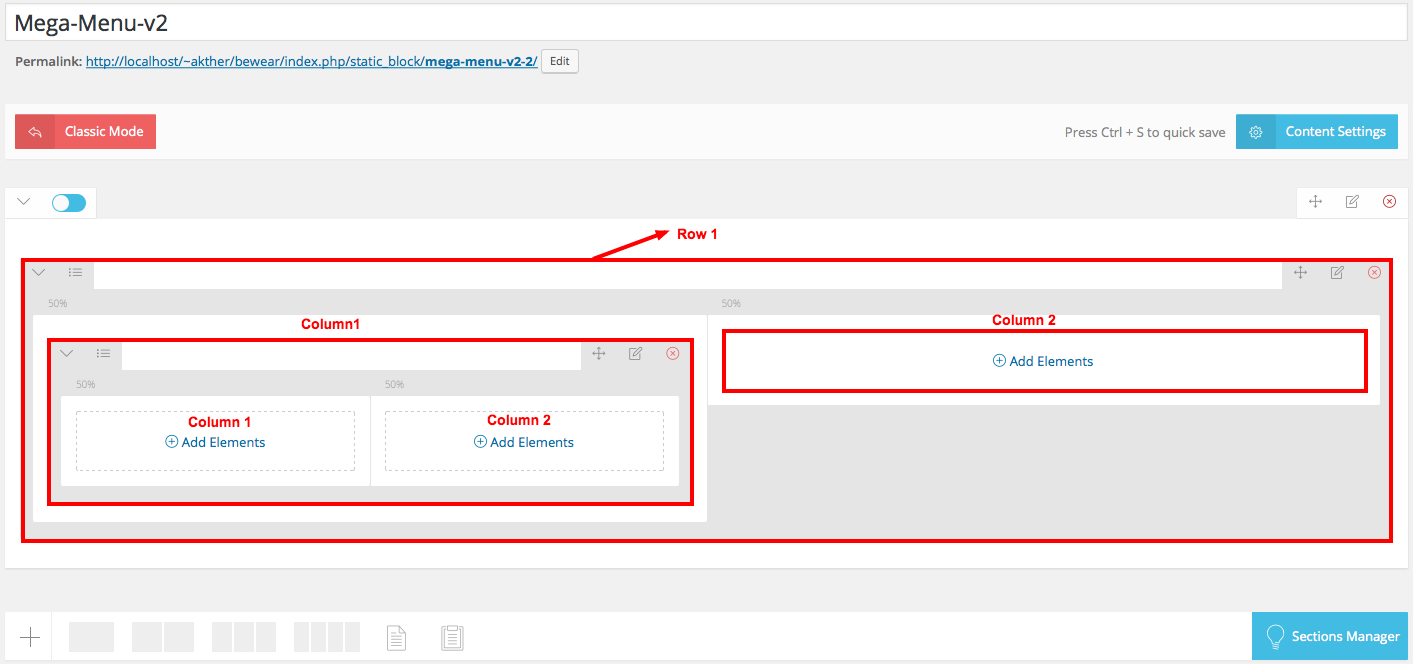 Mega-Menu-v2
Permalink: http://localhost/~akther/bewear/index.php/static_block/mega-menu-v2-2/ Edit
Classic Mode
Press Ctrl + S to quick save
Content Settings
Row 1
50%
50%
Column1
Column 2
Add Elements
50%
50%
Column 1
Column 2
Add Elements
Add Elements
Sections Manager